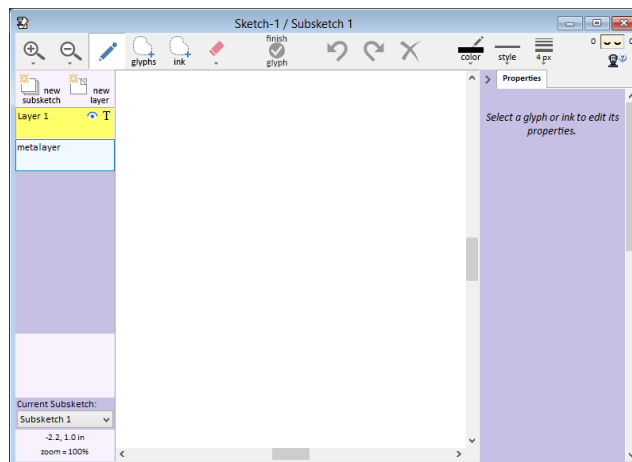 Sketch-1 / Subsketch 1
glyphs
ink
finish
glyph
color
style
4 px
0
new
subsketch
new
layer
Properties
Layer 1
T
metalayer
Select a glyph or ink to edit its
properties.
Current Subsketch:
Subsketch 1
-2.2, 1.0 in
zoom = 100%